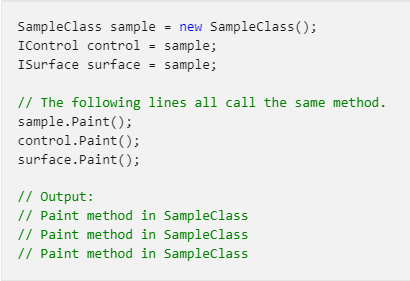 SampleClass sample = new SampleClass();
IControl control = sample;
ISurface surface = sample;
// The following lines all call the same method.
sample.Paint();
control.Paint();
surface.Paint();
// Output:
// Paint method in SampleClass
// Paint method in SampleClass
// Paint method in SampleClass